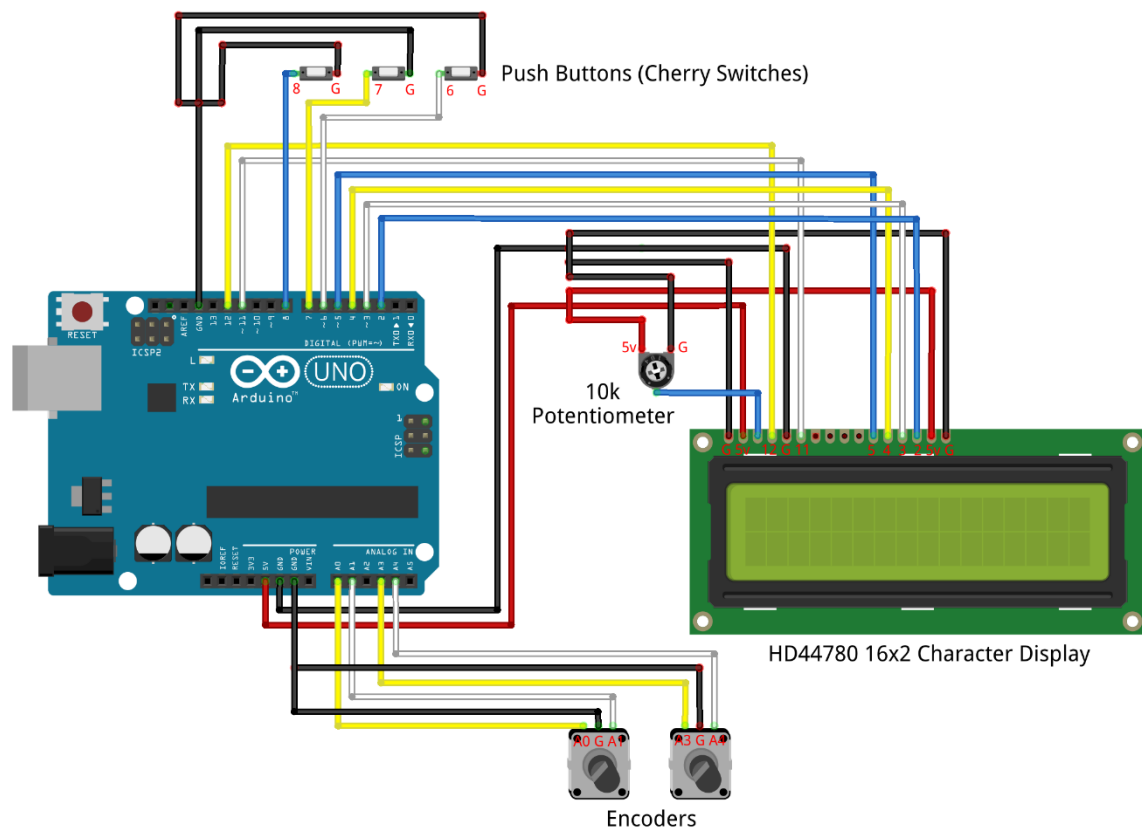 Push Buttons (Cherry Switches)
8 G 7 G 6 G
RESET
ICSP2
AREF
GND
13
12
~11
~10
~9
8
7
~6
~5
4
~3
2
TX0▶1
RX0◀0
DIGITAL (PWM=~)
L
TX
RX
UNO
Arduino™
ON
1
ICSP
5v G
10k
Potentiometer
G 5v 12 G 11 5 4 3 2 5v G
HD44780 16x2 Character Display
POWER
ANALOG IN
IOREF
RESET
3V3
5V
GND
GND
VIN
A0
A1
A2
A3
A4
A5
A0 G A1
A3 G A4
Encoders